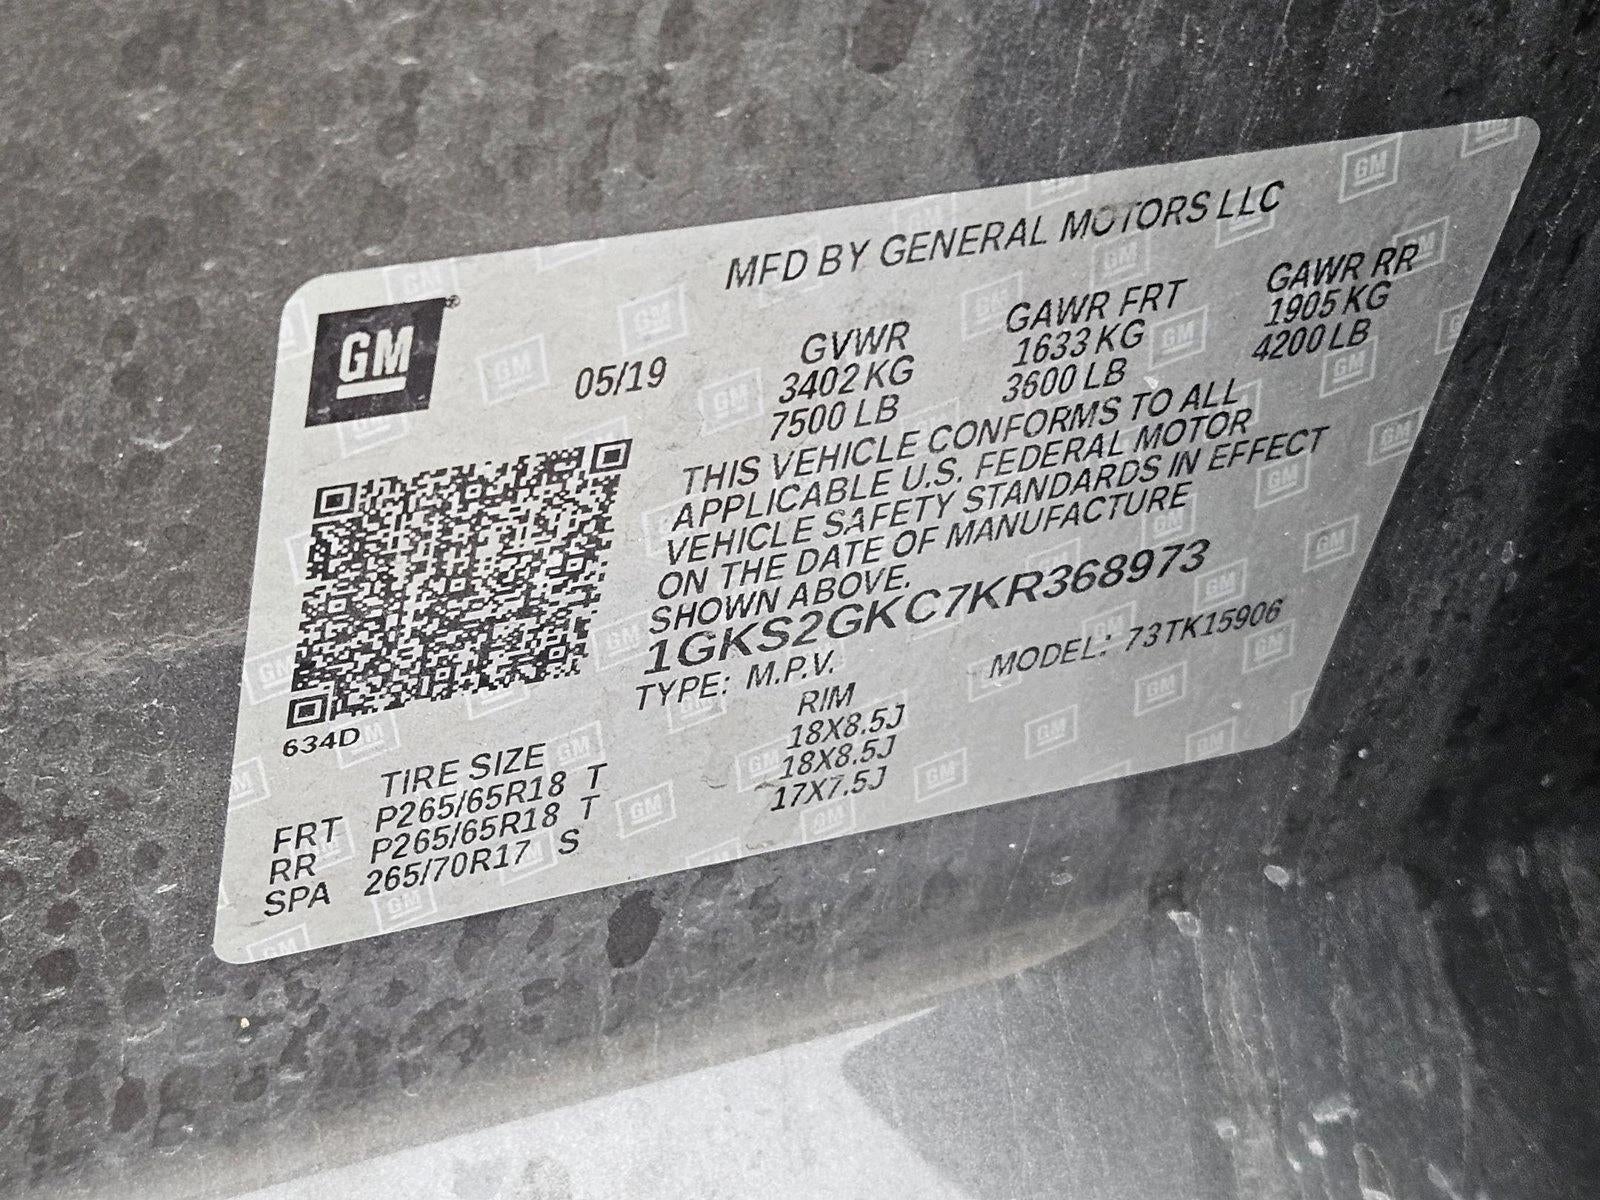 MFD BY GENERAL MOTORS LLC
GM
05/19
GVWR
3402 KG
7500 LB
GAWR FRT
1633 KG
3600 LB
GAWR RR
1905 KG
4200 LB
THIS VEHICLE CONFORMS TO ALL
APPLICABLE U.S. FEDERAL MOTOR
VEHICLE SAFETY STANDARDS IN EFFECT
ON THE DATE OF MANUFACTURE
SHOWN ABOVE.
1GKS2GKC7KR368973
TYPE: M.P.V.
MODEL: 73TK15906
634D
TIRE SIZE
RIM
FRT P265/65R18 T 18X8.5J
RR P265/65R18 T 18X8.5J
SPA 265/70R17 S 17X7.5J